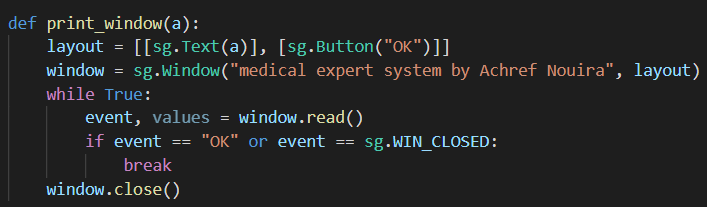 def print_window(a):
    layout = [[sg.Text(a)], [sg.Button("OK")]]
    window = sg.Window("medical expert system by Achref Nouira", layout)
    while True:
        event, values = window.read()
        if event == "OK" or event == sg.WIN_CLOSED:
            break
    window.close()